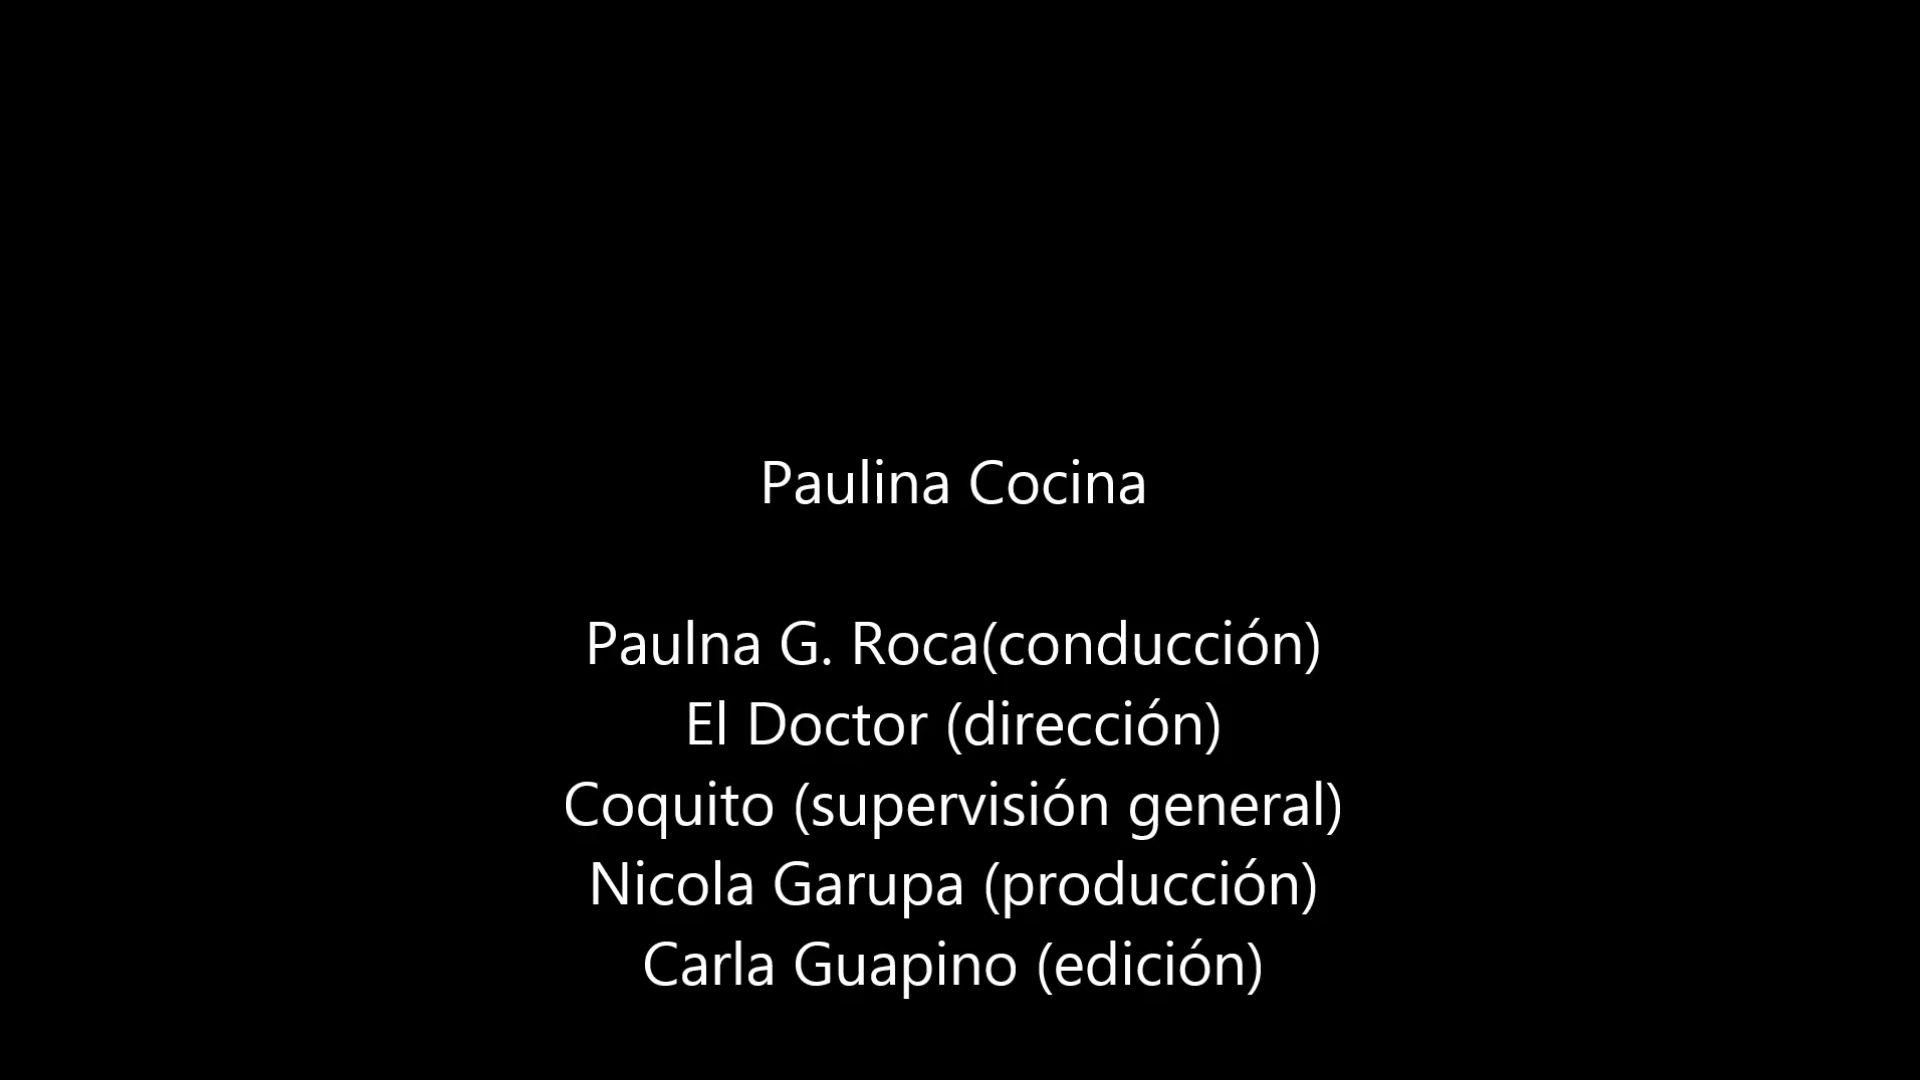 Paulina Cocina
Paulna G. Roca(conducción)
El Doctor (dirección)
Coquito (supervisión general)
Nicola Garupa (producción)
Carla Guapino (edición)